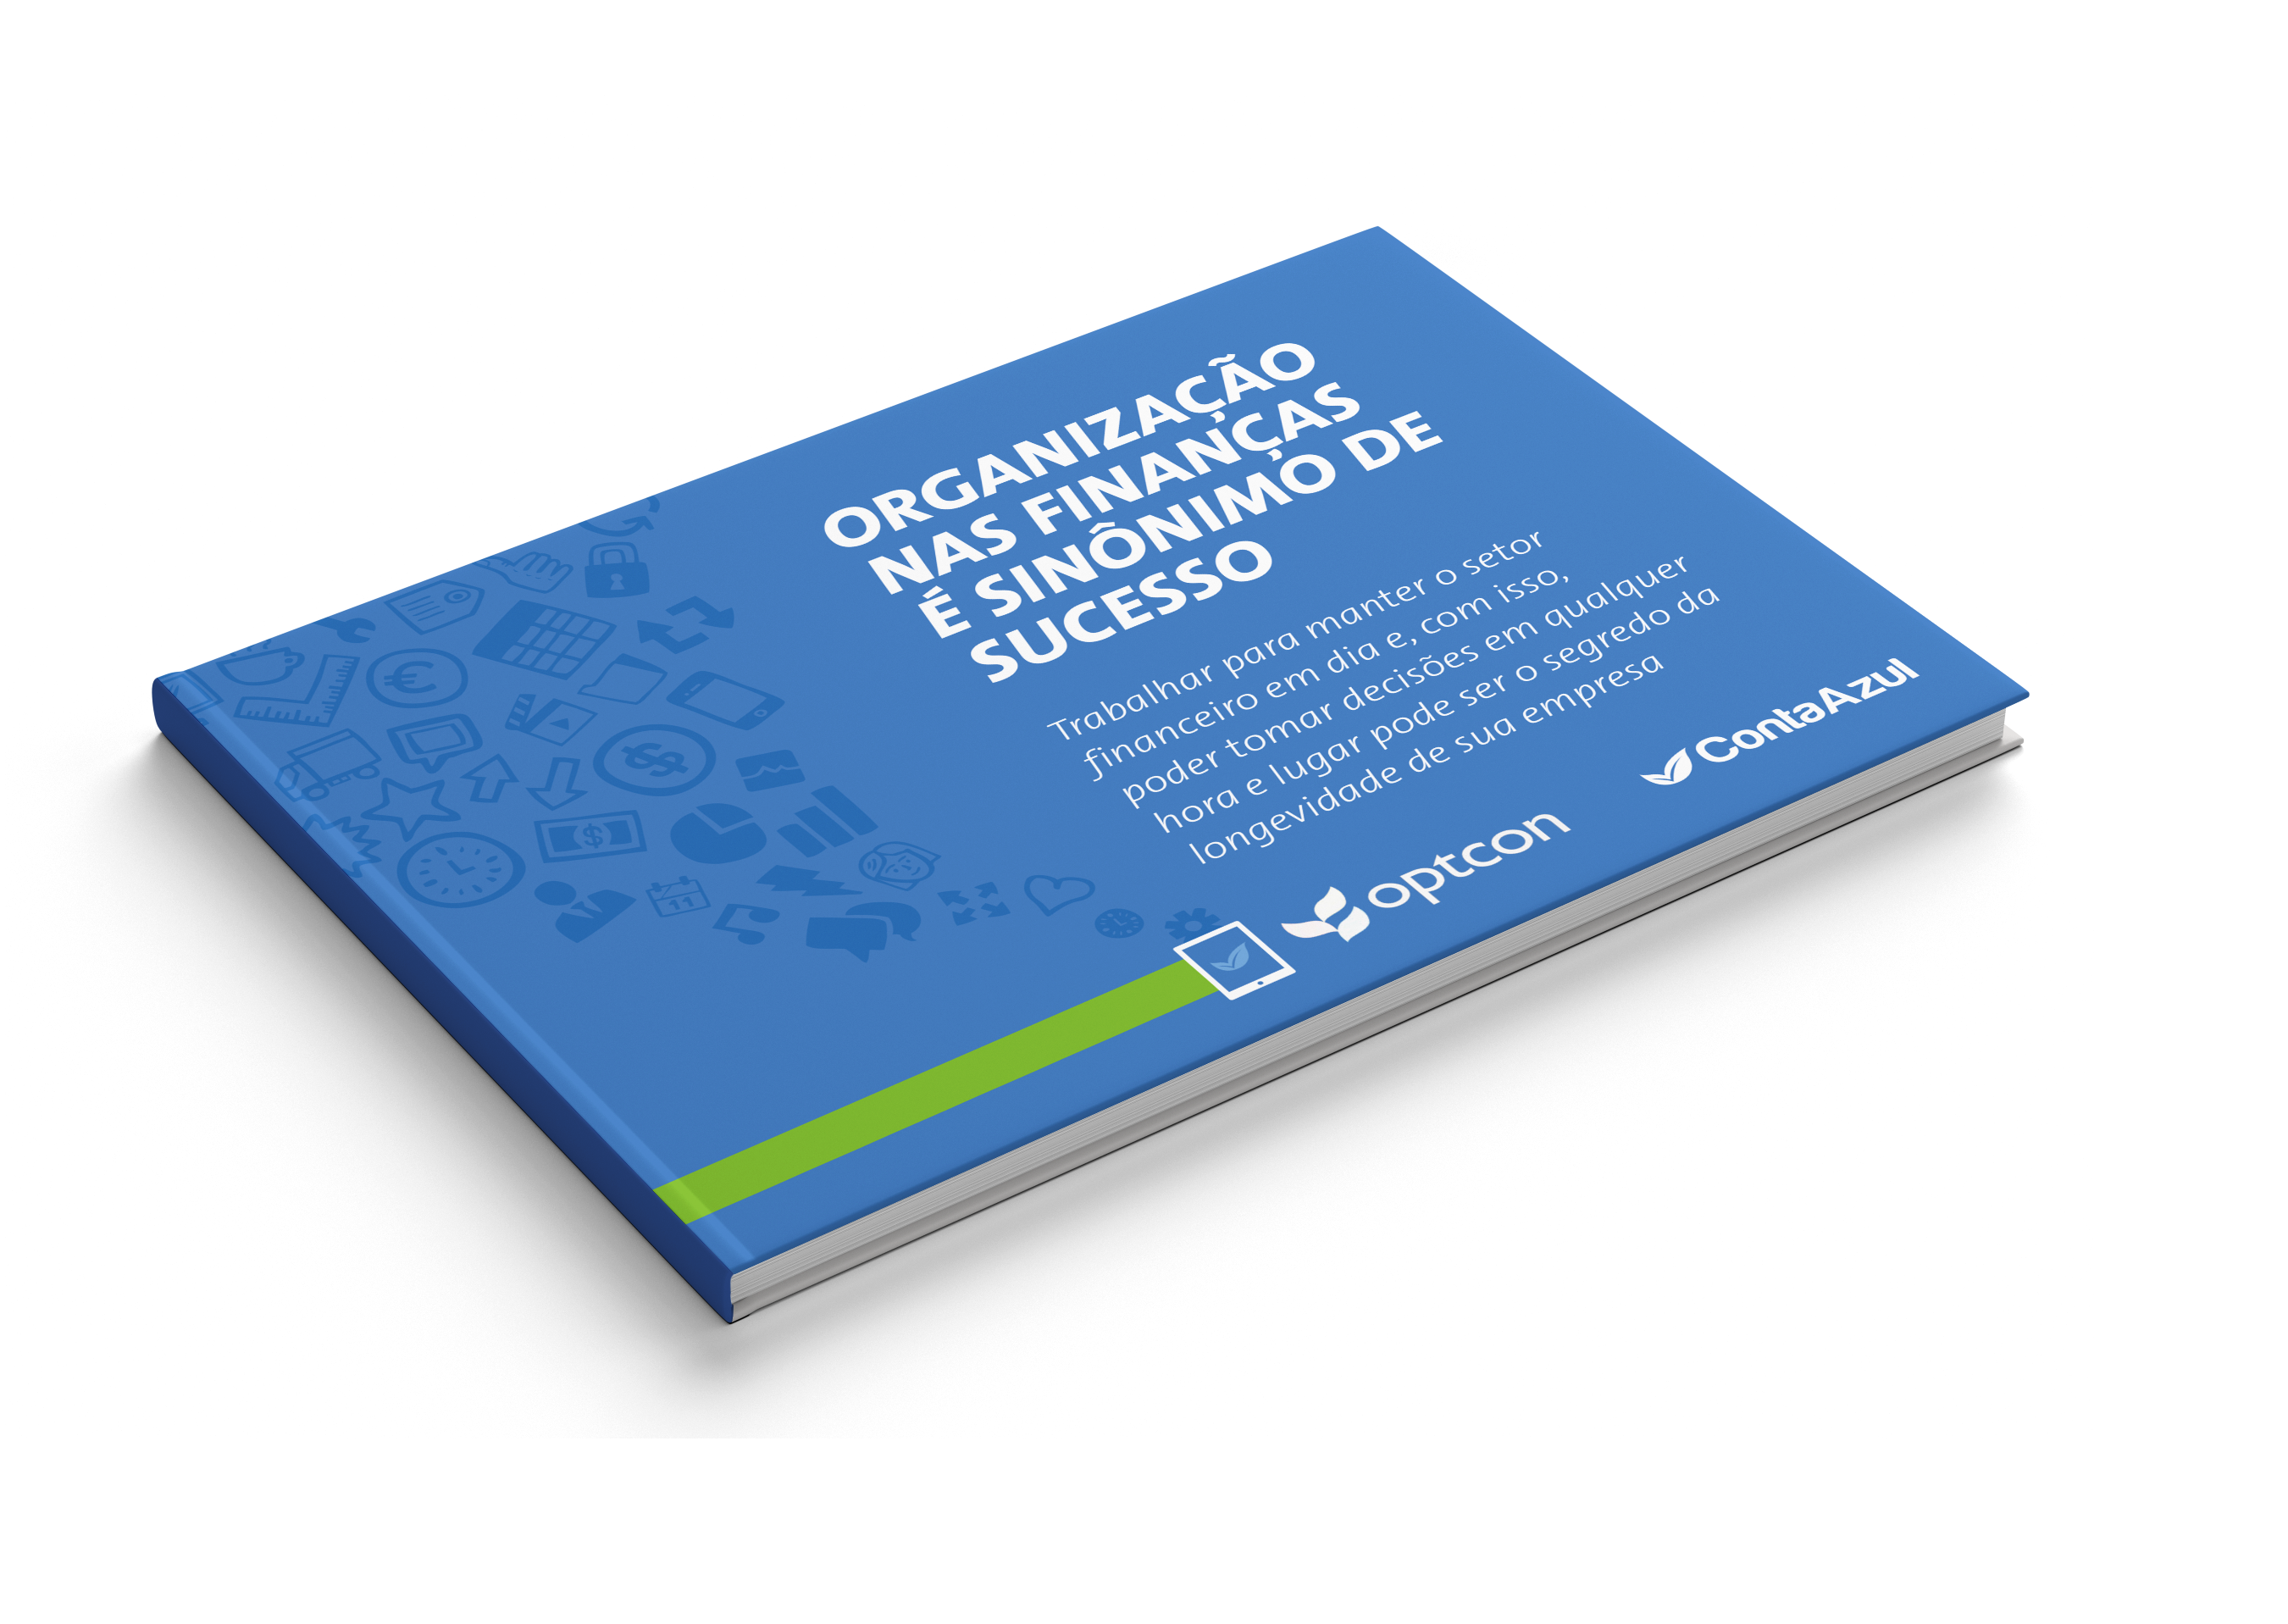 ORGANIZAÇÃO
NAS FINANÇAS
É SINÔNIMO DE
SUCESSO
Trabalhar para manter o setor
financeiro em dia e, com isso,
poder tomar decisões em qualquer
hora e lugar pode ser o segredo da
longevidade de sua empresa
optcon
ContaAzul
€
$
$
11